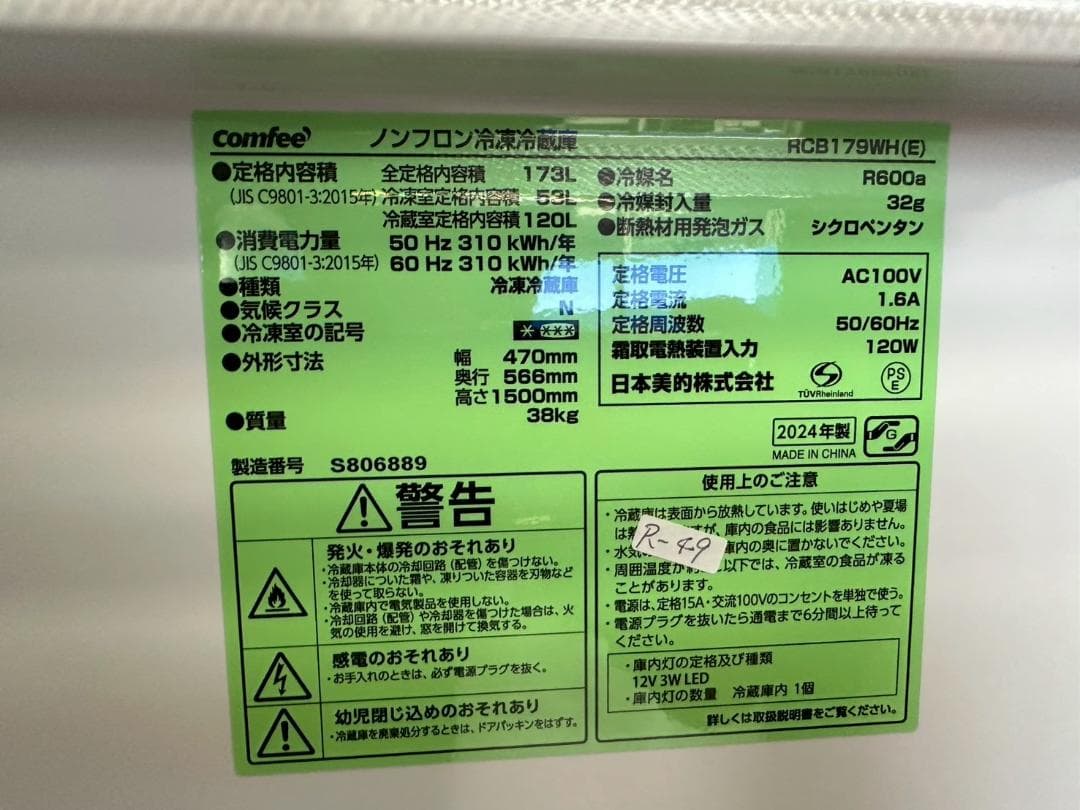 comfee' ノンフロン冷凍冷蔵庫 RCB179WH(E)
●定格内容積 全定格内容積 173L
(JIS C9801-3:2015年) 冷凍室定格内容積 53L
冷蔵室定格内容積 120L
●消費電力量 50 Hz 310 kWh/年
(JIS C9801-3:2015年) 60 Hz 310 kWh/年
●種類 冷凍冷蔵庫
●気候クラス N
●冷凍室の記号 * ***
●外形寸法 幅 470mm
奥行 566mm
高さ 1500mm
●質量 38kg
製造番号 S806889
●冷媒名 R600a
●冷媒封入量 32g
●断熱材用発泡ガス シクロペンタン
定格電圧 AC100V
定格電流 1.6A
定格周波数 50/60Hz
霜取電熱装置入力 120W
日本美的株式会社 TÜVRheinland PSE
2024年製 G
MADE IN CHINA
警告
発火・爆発のおそれあり
・冷蔵庫本体の冷却回路(配管)を傷つけない。
・冷却器についた霜や、凍りついた容器を刃物など
を使って取らない。
・冷蔵庫内で電気製品を使用しない。
・冷却回路(配管)や冷却器を傷つけた場合は、火
気の使用を避け、窓を開けて換気する。
感電のおそれあり
・お手入れのときは、必ず電源プラグを抜く。
幼児閉じ込めのおそれあり
・冷蔵庫を廃棄処分するときは、ドアパッキンをはずす。
使用上のご注意
・冷蔵庫は表面から放熱しています。使いはじめや夏場
は熱 が、庫内の食品には影響ありません。
・水気 庫内の奥に置かないでください。
R-49
・周囲温度が 以下では、冷蔵室の食品が凍る
ことがあります。
・電源は、定格15A・交流100Vのコンセントを単独で使う。
・電源プラグを抜いたら通電まで6分間以上待って
ください。
・庫内灯の定格及び種類
12V 3W LED
・庫内灯の数量 冷蔵庫内 1個
詳しくは取扱説明書をご覧ください。